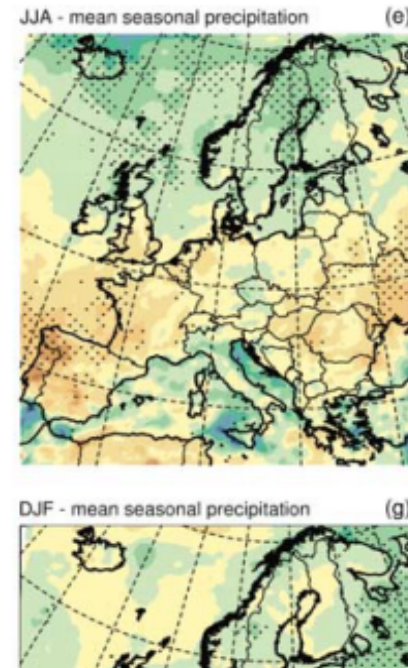 JJA - mean seasonal precipitation (e)
DJF - mean seasonal precipitation (g)